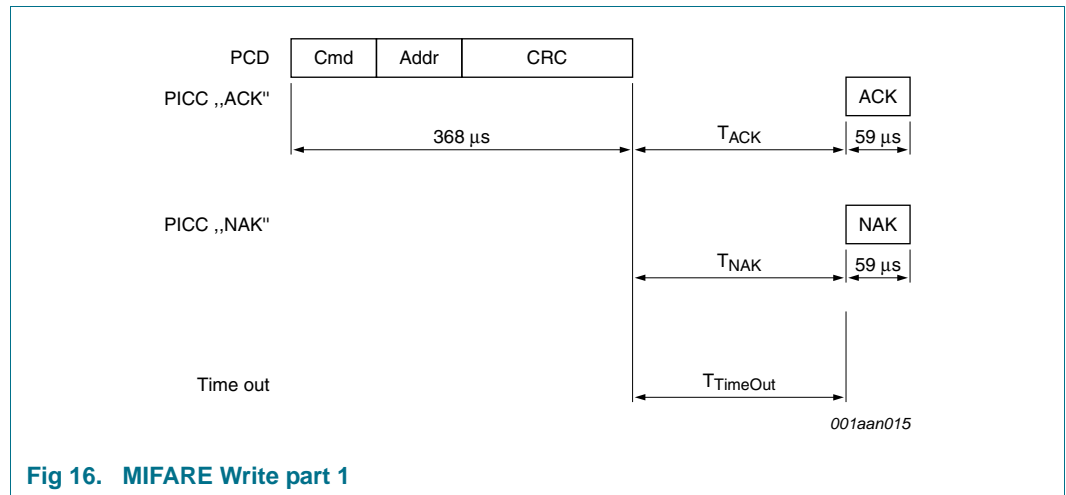 PCD Cmd Addr CRC
PICC ,,ACK" ACK
368 μs TACK 59 μs
PICC ,,NAK" NAK
TNAK 59 μs
Time out TTimeOut
001aan015
Fig 16. MIFARE Write part 1